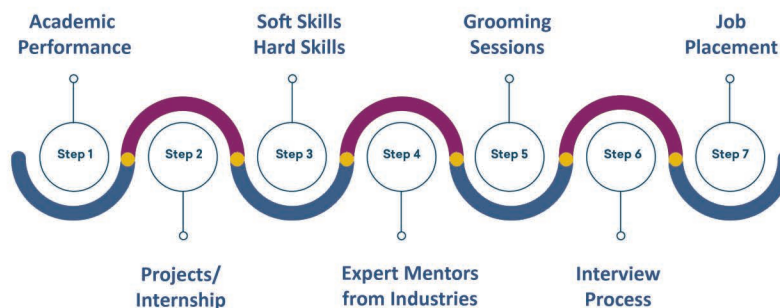 Academic
Performance
Soft Skills
Hard Skills
Grooming
Sessions
Job
Placement
Step 1
Step 2
Step 3
Step 4
Step 5
Step 6
Step 7
Projects/
Internship
Expert Mentors
from Industries
Interview
Process